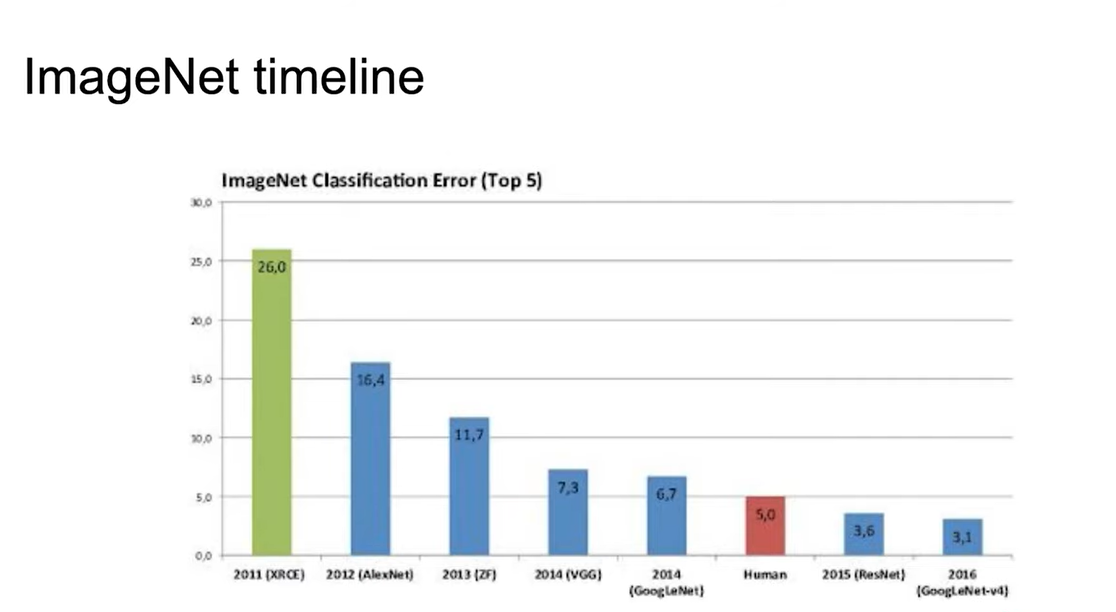 ImageNet timeline
ImageNet Classification Error (Top 5)
30,0
25,0
20,0
15,0
10,0
5,0
0,0
26,0
16,4
11,7
7,3
6,7
5,0
3,6
3,1
2011 (XRCE)
2012 (AlexNet)
2013 (ZF)
2014 (VGG)
2014
(GoogLeNet)
Human
2015 (ResNet)
2016
(GoogLeNet-v4)